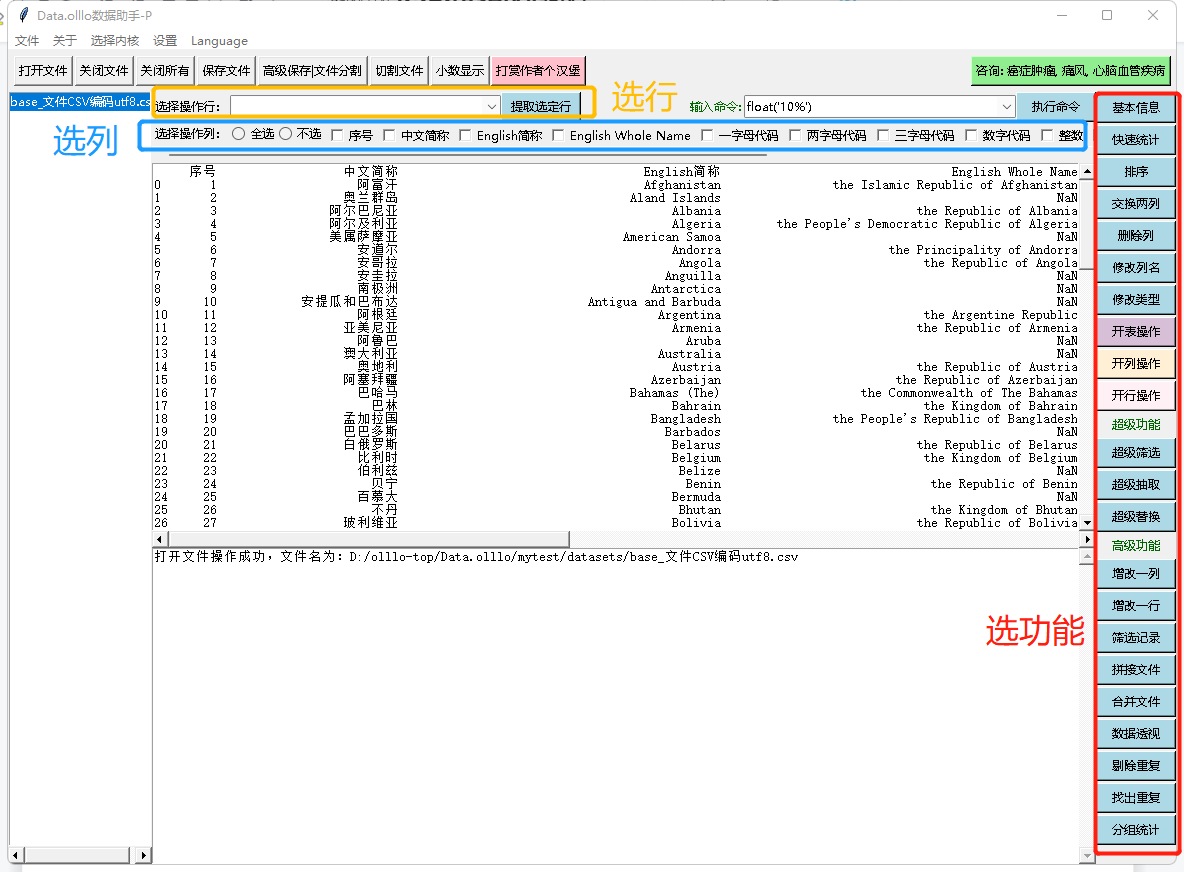 Data.olllo数据助手-P
文件 关于 选择内核 设置 Language
打开文件 关闭文件 关闭所有 保存文件 高级保存|文件分割 切割文件 小数显示 打赏作者个汉堡 咨询: 癌症肿瘤, 痛风, 心脑血管疾病
base_文件CSV编码utf8.cs 选择操作行: 提取选定行 选行 输入命令: float('10%') 执行命令 基本信息
选列 选择操作列: 全选 不选 序号 中文简称 English简称 English Whole Name 一字母代码 两字母代码 三字母代码 数字代码 整数
快速统计
排序
交换两列
删除列
修改列名
修改类型
开表操作
开列操作
开行操作
超级功能
超级筛选
超级抽取
超级替换
高级功能
增改一列
增改一行
筛选记录
拼接文件
合并文件
数据透视
剔除重复
找出重复
分组统计
选功能
序号 中文简称 English简称 English Whole Name
0 1 阿富汗 Afghanistan the Islamic Republic of Afghanistan
1 2 奥兰群岛 Aland Islands NaN
2 3 阿尔巴尼亚 Albania the Republic of Albania
3 4 阿尔及利亚 Algeria the People's Democratic Republic of Algeria
4 5 美属萨摩亚 American Samoa NaN
5 6 安道尔 Andorra the Principality of Andorra
6 7 安哥拉 Angola the Republic of Angola
7 8 安圭拉 Anguilla NaN
8 9 南极洲 Antarctica NaN
9 10 安提瓜和巴布达 Antigua and Barbuda NaN
10 11 阿根廷 Argentina the Argentine Republic
11 12 亚美尼亚 Armenia the Republic of Armenia
12 13 阿鲁巴 Aruba NaN
13 14 澳大利亚 Australia NaN
14 15 奥地利 Austria the Republic of Austria
15 16 阿塞拜疆 Azerbaijan the Republic of Azerbaijan
16 17 巴哈马 Bahamas (The) the Commonwealth of The Bahamas
17 18 巴林 Bahrain the Kingdom of Bahrain
18 19 孟加拉国 Bangladesh the People's Republic of Bangladesh
19 20 巴巴多斯 Barbados NaN
20 21 白俄罗斯 Belarus the Republic of Belarus
21 22 比利时 Belgium the Kingdom of Belgium
22 23 伯利兹 Belize NaN
23 24 贝宁 Benin the Republic of Benin
24 25 百慕大 Bermuda NaN
25 26 不丹 Bhutan the Kingdom of Bhutan
26 27 玻利维亚 Bolivia the Republic of Bolivia
打开文件操作成功，文件名为：D:/olllo-top/Data.olllo/mytest/datasets/base_文件CSV编码utf8.csv